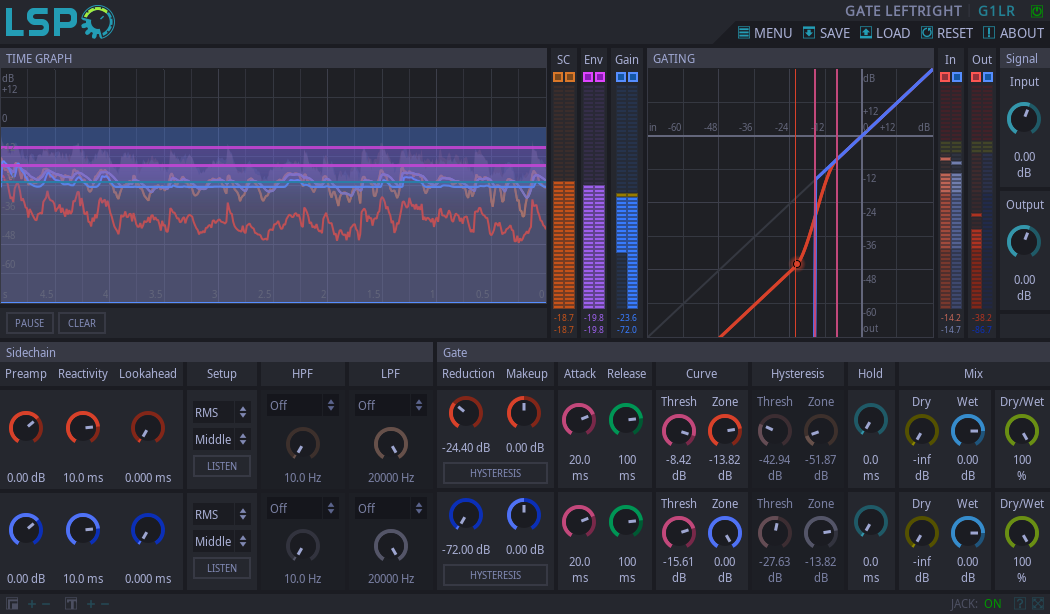 LSP
GATE LEFTRIGHT G1LR
MENU SAVE LOAD RESET ABOUT
TIME GRAPH
SC Env Gain
GATING
In Out
Signal
dB
+12
0
-36
-48
-60
s 4.5 4 3.5 3 2.5 1.5 1 0.5 0
PAUSE CLEAR
-18.7 -19.8 -23.6
-18.7 -19.8 -72.0
in -60 -48 -36 -24 -12 +12 dB
dB
+12
-12
-24
-36
-48
-60
out
-14.2 -38.2
-14.7
Input
0.00
dB
Output
0.00
dB
Sidechain
Gate
Preamp Reactivity Lookahead Setup HPF LPF Reduction Makeup Attack Release Curve Hysteresis Hold Mix
RMS
Middle
LISTEN
Off Off
0.00 dB 10.0 ms 0.000 ms 10.0 Hz 20000 Hz
-24.40 dB 0.00 dB
HYSTERESIS
20.0
ms
100
ms
Thresh Zone
-8.42
dB
-13.82
dB
Thresh Zone
-42.94
dB
-51.87
dB
0.0
ms
Dry Wet Dry/Wet
-inf
dB
0.00
dB
100
%
RMS
Middle
LISTEN
Off Off
0.00 dB 10.0 ms 0.000 ms 10.0 Hz 20000 Hz
-72.00 dB 0.00 dB
HYSTERESIS
20.0
ms
100
ms
Thresh Zone
-15.61
dB
0.00
dB
Thresh Zone
-27.63
dB
-13.82
dB
0.0
ms
Dry Wet Dry/Wet
-inf
dB
0.00
dB
100
%
JACK: ON